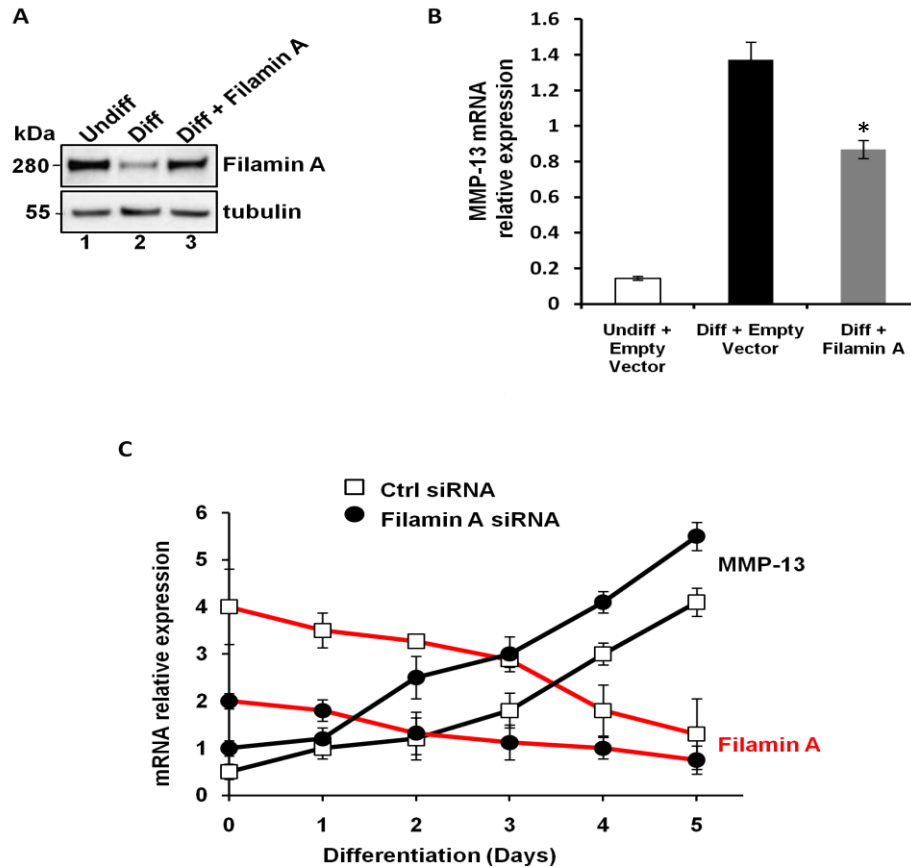 A
Undiff
Diff
Diff + Filamin A
kDa
280
Filamin A
55
tubulin
1 2 3
B
MMP-13 mRNA
relative expression
1.6
1.4
1.2
1
0.8
0.6
0.4
0.2
0
*
Undiff +
Empty
Vector
Diff + Empty
Vector
Diff +
Filamin A
C
Ctrl siRNA
Filamin A siRNA
mRNA relative expression
6
5
4
3
2
1
0
MMP-13
Filamin A
0 1 2 3 4 5
Differentiation (Days)